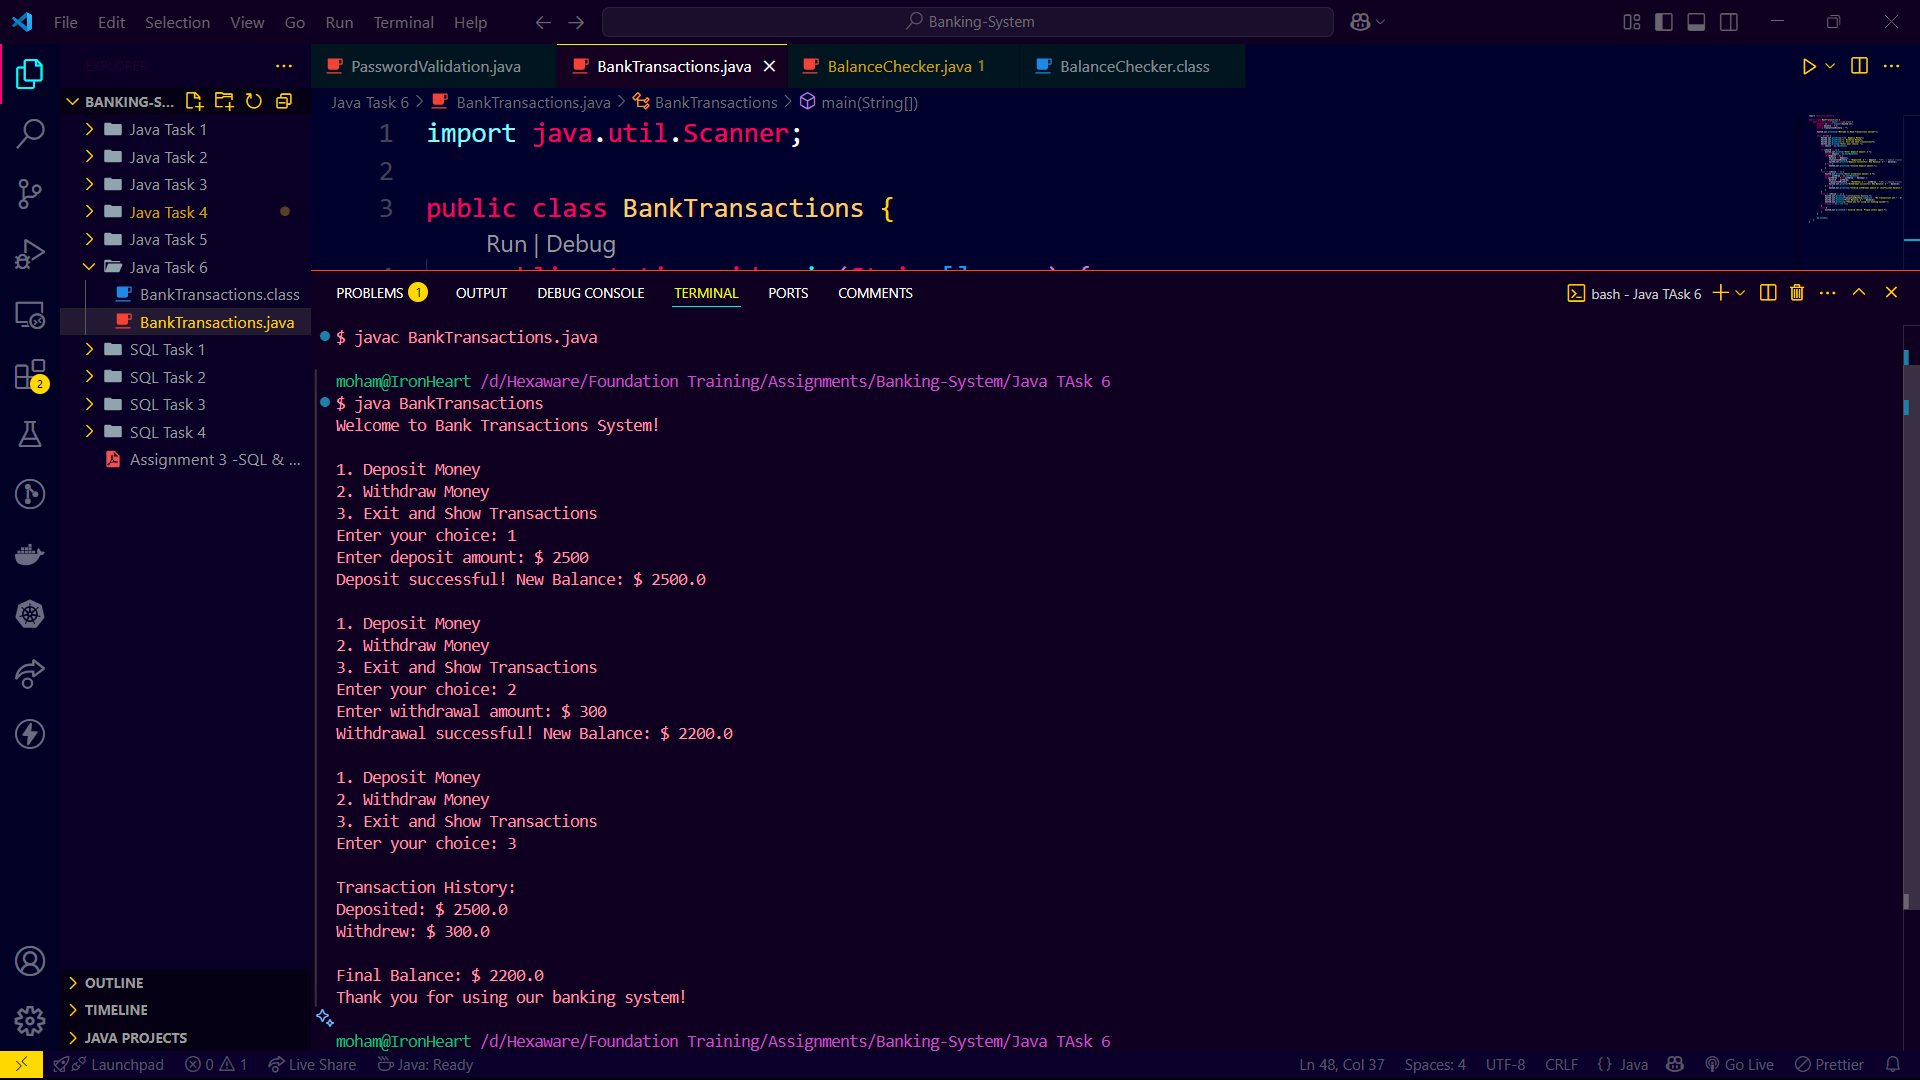 File Edit Selection View Go Run Terminal Help
Banking-System
EXPLORER
PasswordValidation.java
BankTransactions.java
BalanceChecker.java 1
BalanceChecker.class
BANKING-S...
Java Task 6 > BankTransactions.java > BankTransactions > main(String[])
Java Task 1
Java Task 2
Java Task 3
Java Task 4
Java Task 5
Java Task 6
BankTransactions.class
BankTransactions.java
SQL Task 1
SQL Task 2
SQL Task 3
SQL Task 4
Assignment 3 -SQL & ...
2
OUTLINE
TIMELINE
JAVA PROJECTS
1 import java.util.Scanner;
2
3 public class BankTransactions {
Run | Debug
PROBLEMS 1 OUTPUT DEBUG CONSOLE TERMINAL PORTS COMMENTS
bash - Java TAsk 6
$ javac BankTransactions.java
moham@IronHeart /d/Hexaware/Foundation Training/Assignments/Banking-System/Java TAsk 6
$ java BankTransactions
Welcome to Bank Transactions System!
1. Deposit Money
2. Withdraw Money
3. Exit and Show Transactions
Enter your choice: 1
Enter deposit amount: $ 2500
Deposit successful! New Balance: $ 2500.0
1. Deposit Money
2. Withdraw Money
3. Exit and Show Transactions
Enter your choice: 2
Enter withdrawal amount: $ 300
Withdrawal successful! New Balance: $ 2200.0
1. Deposit Money
2. Withdraw Money
3. Exit and Show Transactions
Enter your choice: 3
Transaction History:
Deposited: $ 2500.0
Withdrew: $ 300.0
Final Balance: $ 2200.0
Thank you for using our banking system!
moham@IronHeart /d/Hexaware/Foundation Training/Assignments/Banking-System/Java TAsk 6
Launchpad 0 1 Live Share Java: Ready
Ln 48, Col 37 Spaces: 4 UTF-8 CRLF {} Java Go Live Prettier